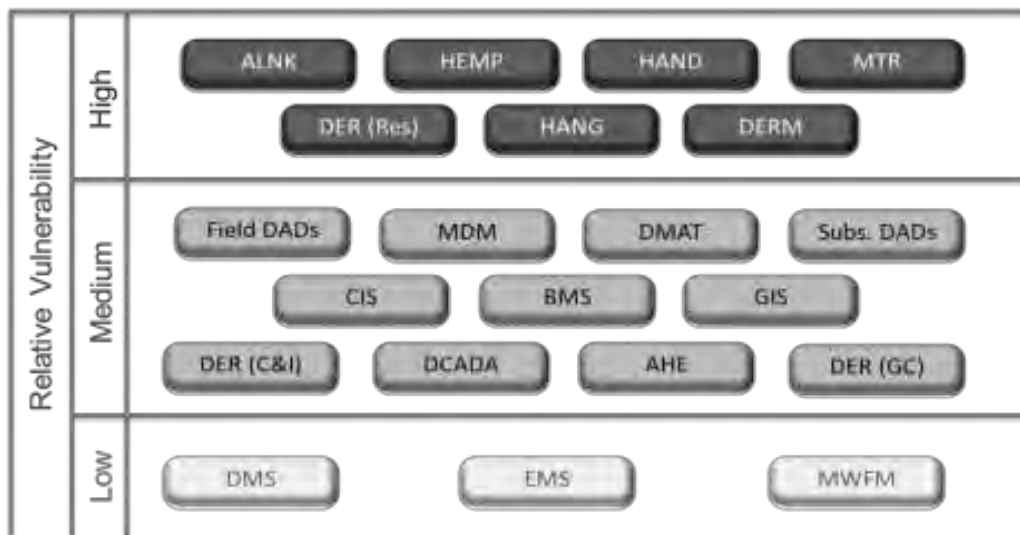 Relative Vulnerability
High
ALNK HEMP HAND MTR
DER (Res) HANG DERM
Medium
Field DADs MDM DMAT Subs. DADs
CIS BMS GIS
DER (C&I) DCADA AHE DER (GC)
Low
DMS EMS MWFM